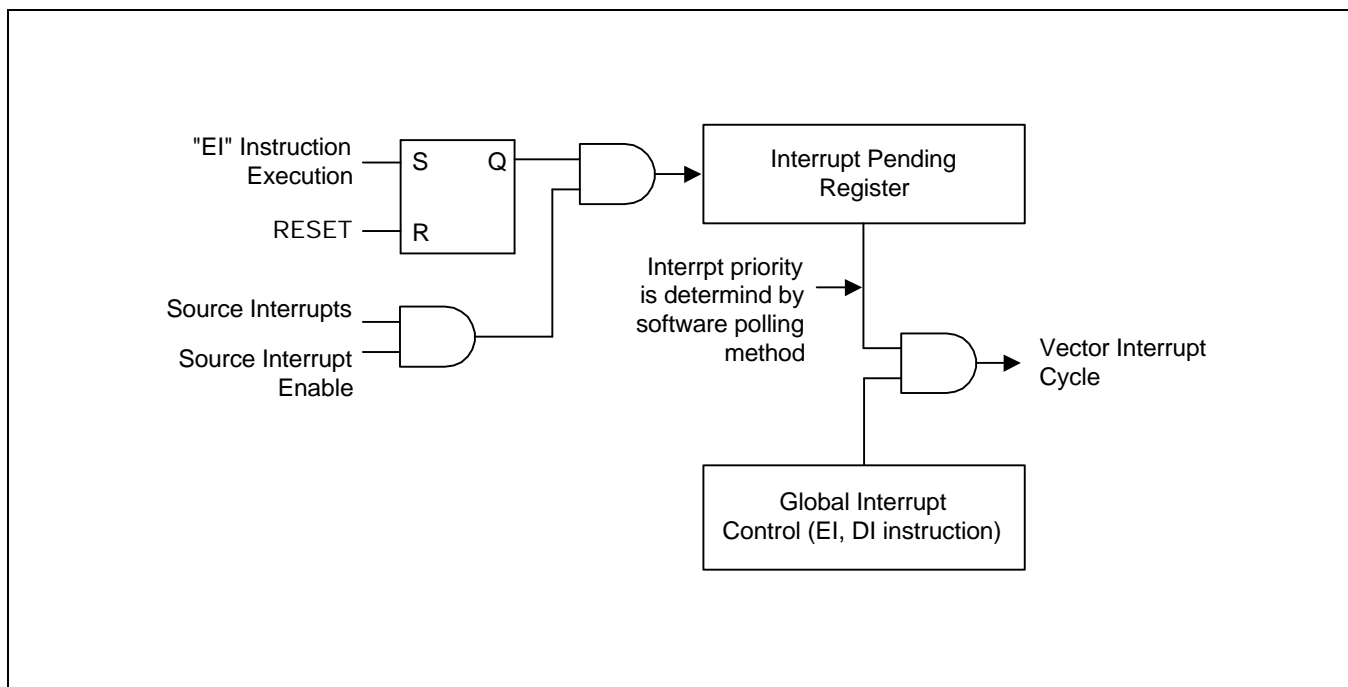 "EI" Instruction
Execution
S
Q
RESET
R
Source Interrupts
Source Interrupt
Enable
Interrupt Pending
Register
Interrpt priority
is determind by
software polling
method
Vector Interrupt
Cycle
Global Interrupt
Control (EI, DI instruction)